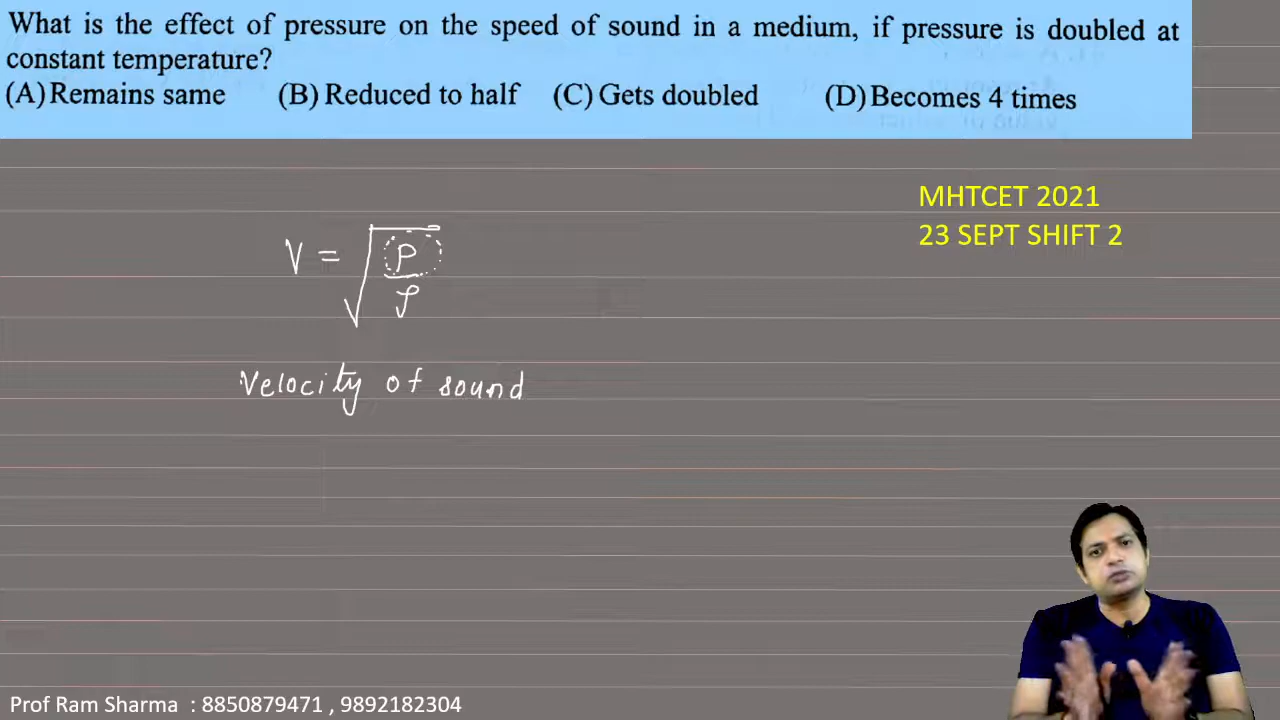 What is the effect of pressure on the speed of sound in a medium, if pressure is doubled at
constant temperature?
(A) Remains same (B) Reduced to half (C) Gets doubled (D) Becomes 4 times
MHTCET 2021
23 SEPT SHIFT 2
V = √(P/ρ)
Velocity of sound
Prof Ram Sharma : 8850879471 , 9892182304